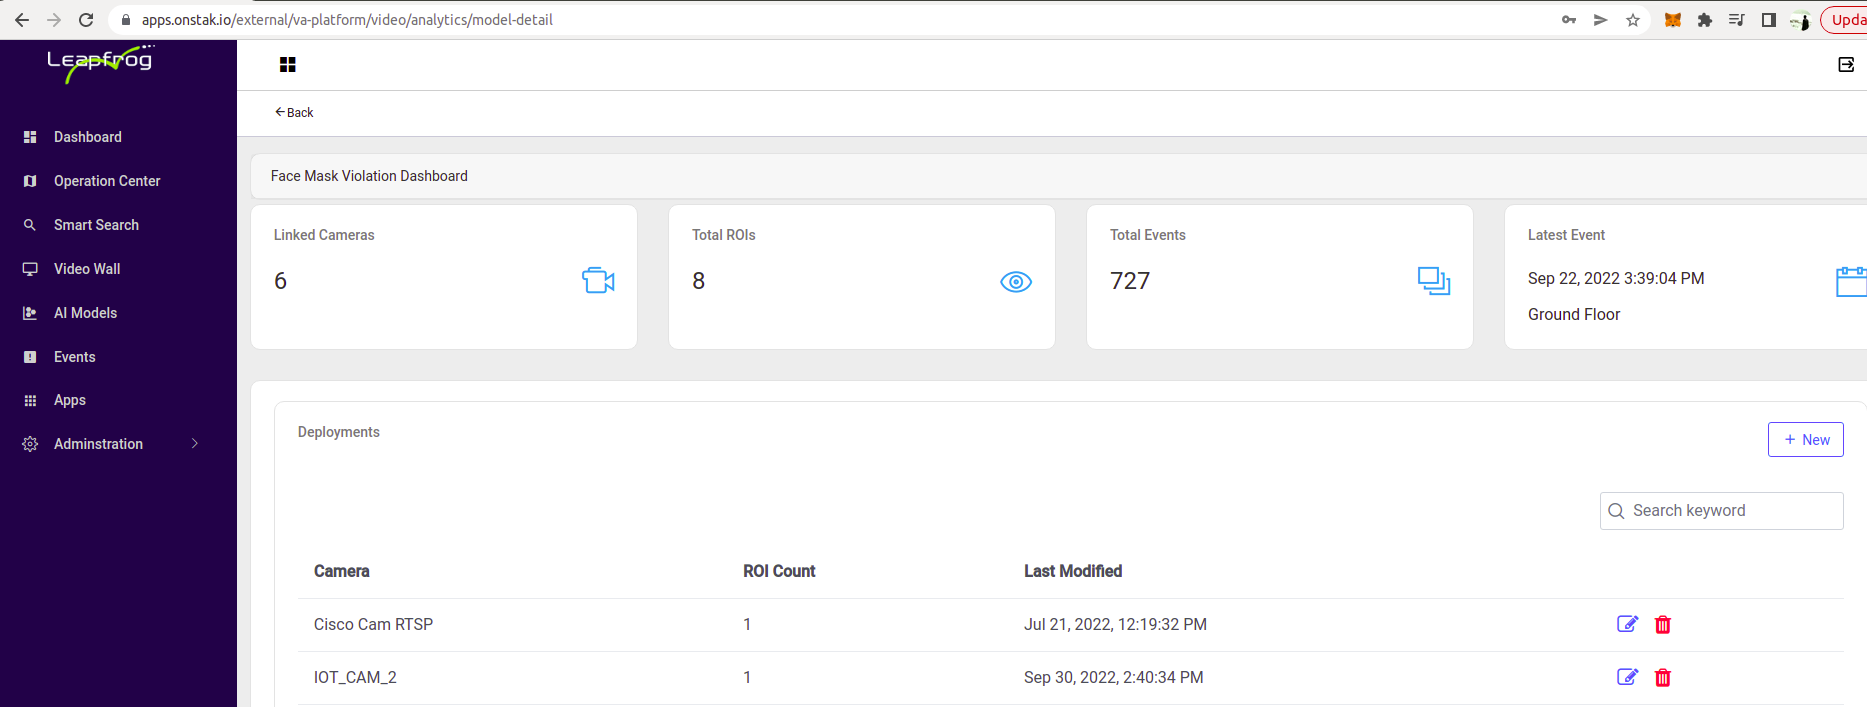 apps.onstak.io/external/va-platform/video/analytics/model-detail
Upda
Leapfrog
Back
Dashboard
Operation Center
Smart Search
Video Wall
AI Models
Events
Apps
Adminstration
Face Mask Violation Dashboard
Linked Cameras
6
Total ROIs
8
Total Events
727
Latest Event
Sep 22, 2022 3:39:04 PM
Ground Floor
Deployments
+ New
Search keyword
Camera ROI Count Last Modified
Cisco Cam RTSP 1 Jul 21, 2022, 12:19:32 PM
IOT_CAM_2 1 Sep 30, 2022, 2:40:34 PM